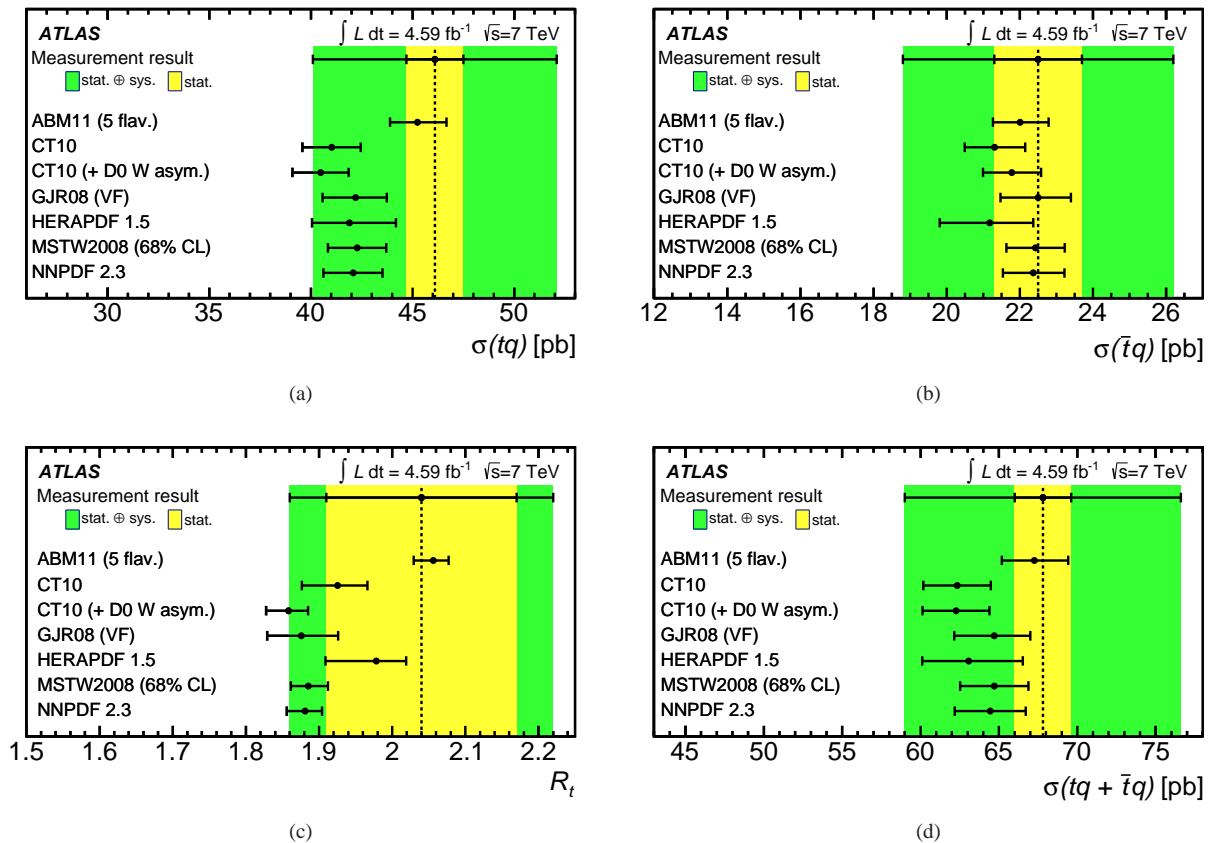 ATLAS ∫ L dt = 4.59 fb⁻¹ √s=7 TeV
Measurement result
stat. ⊕ sys. stat.
ABM11 (5 flav.)
CT10
CT10 (+ D0 W asym.)
GJR08 (VF)
HERAPDF 1.5
MSTW2008 (68% CL)
NNPDF 2.3
30 35 40 45 50
σ(tq) [pb]
(a)
ATLAS ∫ L dt = 4.59 fb⁻¹ √s=7 TeV
Measurement result
stat. ⊕ sys. stat.
ABM11 (5 flav.)
CT10
CT10 (+ D0 W asym.)
GJR08 (VF)
HERAPDF 1.5
MSTW2008 (68% CL)
NNPDF 2.3
12 14 16 18 20 22 24 26
σ(t̄q) [pb]
(b)
ATLAS ∫ L dt = 4.59 fb⁻¹ √s=7 TeV
Measurement result
stat. ⊕ sys. stat.
ABM11 (5 flav.)
CT10
CT10 (+ D0 W asym.)
GJR08 (VF)
HERAPDF 1.5
MSTW2008 (68% CL)
NNPDF 2.3
1.5 1.6 1.7 1.8 1.9 2 2.1 2.2
Rₜ
(c)
ATLAS ∫ L dt = 4.59 fb⁻¹ √s=7 TeV
Measurement result
stat. ⊕ sys. stat.
ABM11 (5 flav.)
CT10
CT10 (+ D0 W asym.)
GJR08 (VF)
HERAPDF 1.5
MSTW2008 (68% CL)
NNPDF 2.3
45 50 55 60 65 70 75
σ(tq + t̄q) [pb]
(d)